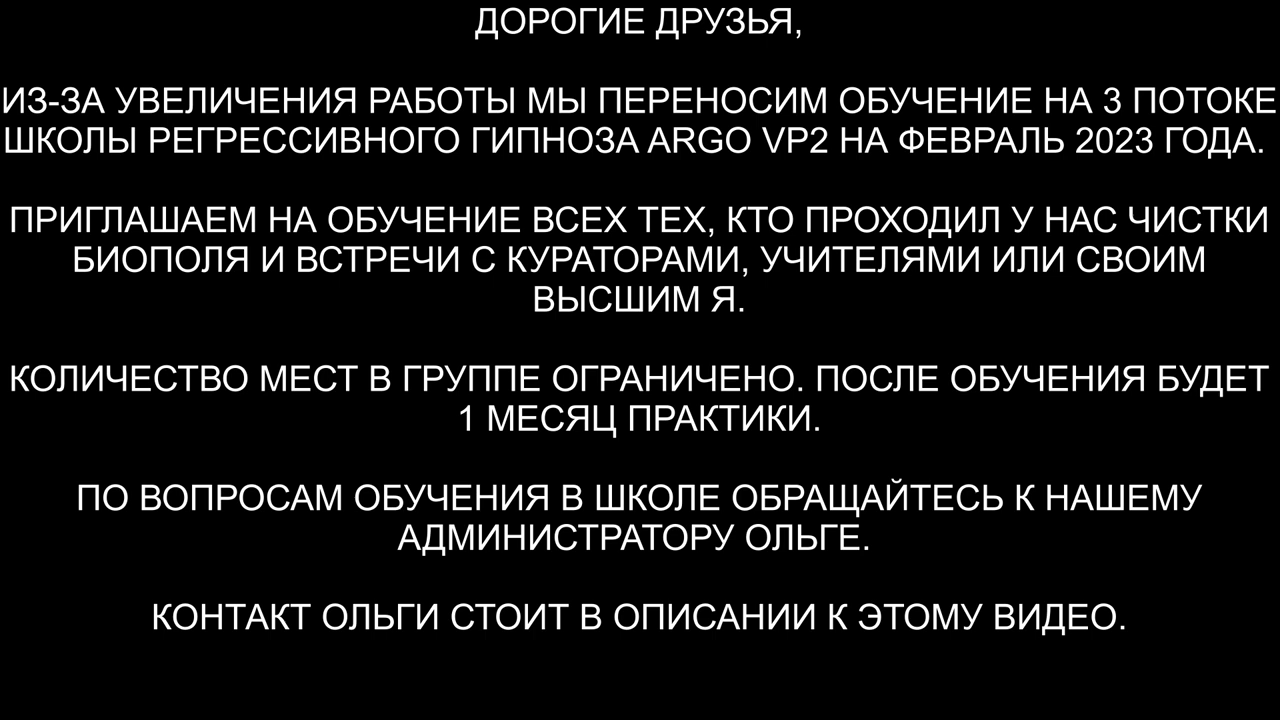 ДОРОГИЕ ДРУЗЬЯ,
ИЗ-ЗА УВЕЛИЧЕНИЯ РАБОТЫ МЫ ПЕРЕНОСИМ ОБУЧЕНИЕ НА 3 ПОТОКЕ
ШКОЛЫ РЕГРЕССИВНОГО ГИПНОЗА ARGO VP2 НА ФЕВРАЛЬ 2023 ГОДА.
ПРИГЛАШАЕМ НА ОБУЧЕНИЕ ВСЕХ ТЕХ, КТО ПРОХОДИЛ У НАС ЧИСТКИ
БИОПОЛЯ И ВСТРЕЧИ С КУРАТОРАМИ, УЧИТЕЛЯМИ ИЛИ СВОИМ
ВЫСШИМ Я.
КОЛИЧЕСТВО МЕСТ В ГРУППЕ ОГРАНИЧЕНО. ПОСЛЕ ОБУЧЕНИЯ БУДЕТ
1 МЕСЯЦ ПРАКТИКИ.
ПО ВОПРОСАМ ОБУЧЕНИЯ В ШКОЛЕ ОБРАЩАЙТЕСЬ К НАШЕМУ
АДМИНИСТРАТОРУ ОЛЬГЕ.
КОНТАКТ ОЛЬГИ СТОИТ В ОПИСАНИИ К ЭТОМУ ВИДЕО.